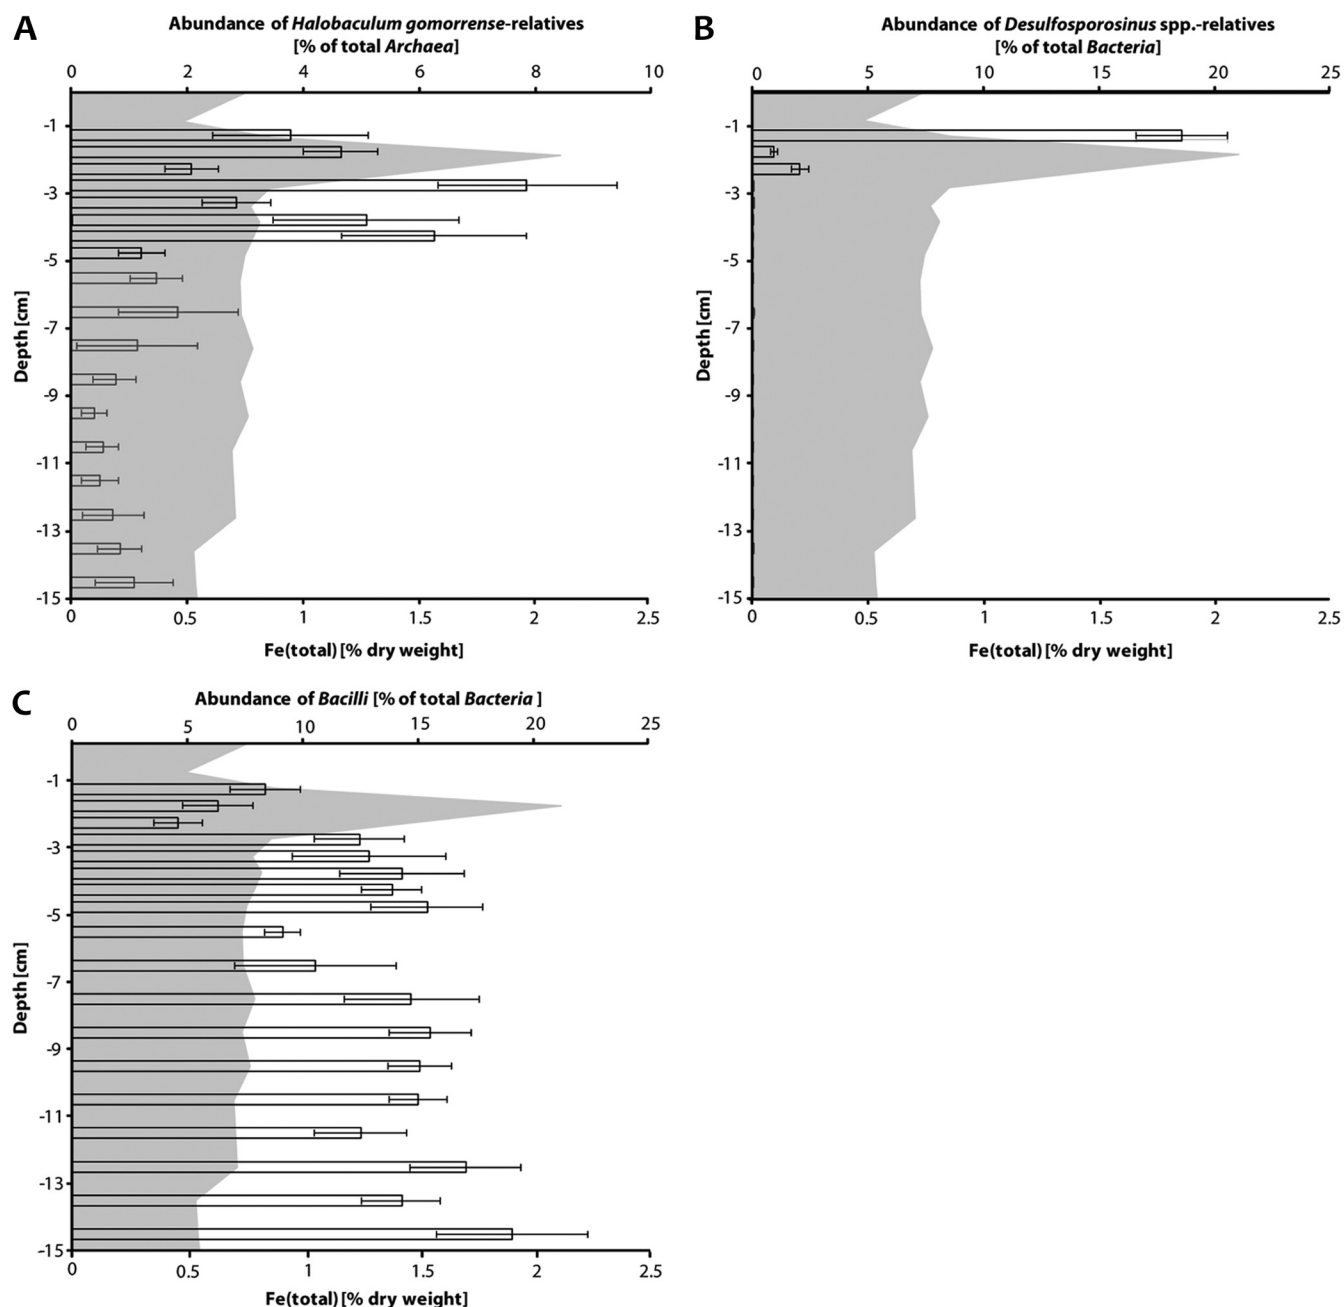 A
Abundance of Halobaculum gomorrense-relatives
[% of total Archaea]
0 2 4 6 8 10
-1
-3
-5
-7
-9
-11
-13
-15
Depth [cm]
0 0.5 1 1.5 2 2.5
Fe(total) [% dry weight]
B
Abundance of Desulfosporosinus spp.-relatives
[% of total Bacteria]
0 5 10 15 20 25
-1
-3
-5
-7
-9
-11
-13
-15
Depth [cm]
0 0.5 1 1.5 2 2.5
Fe(total) [% dry weight]
C
Abundance of Bacilli [% of total Bacteria ]
0 5 10 15 20 25
-1
-3
-5
-7
-9
-11
-13
-15
Depth [cm]
0 0.5 1 1.5 2 2.5
Fe(total) [% dry weight]